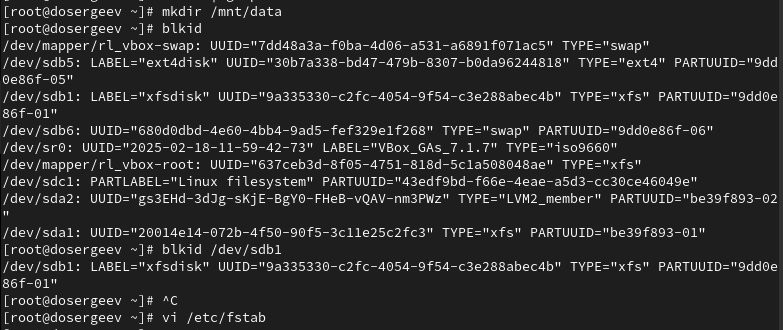 [root@dosergeev ~]# mkdir /mnt/data
[root@dosergeev ~]# blkid
/dev/mapper/rl_vbox-swap: UUID="7dd48a3a-f0ba-4d06-a531-a6891f071ac5" TYPE="swap"
/dev/sdb5: LABEL="ext4disk" UUID="30b7a338-bd47-479b-8307-b0da96244818" TYPE="ext4" PARTUUID="9dd
0e86f-05"
/dev/sdb1: LABEL="xfsdisk" UUID="9a335330-c2fc-4054-9f54-c3e288abec4b" TYPE="xfs" PARTUUID="9dd0e
86f-01"
/dev/sdb6: UUID="680d0dbd-4e60-4bb4-9ad5-fef329e1f268" TYPE="swap" PARTUUID="9dd0e86f-06"
/dev/sr0: UUID="2025-02-18-11-59-42-73" LABEL="VBox_GAs_7.1.7" TYPE="iso9660"
/dev/mapper/rl_vbox-root: UUID="637ceb3d-8f05-4751-818d-5c1a508048ae" TYPE="xfs"
/dev/sdc1: PARTLABEL="Linux filesystem" PARTUUID="43edf9bd-f66e-4eae-a5d3-cc30ce46049e"
/dev/sda2: UUID="gs3EHd-3dJg-sKjE-BgY0-FHeB-vQAV-nm3PWz" TYPE="LVM2_member" PARTUUID="be39f893-02
"
/dev/sda1: UUID="20014e14-072b-4f50-90f5-3c11e25c2fc3" TYPE="xfs" PARTUUID="be39f893-01"
[root@dosergeev ~]# blkid /dev/sdb1
/dev/sdb1: LABEL="xfsdisk" UUID="9a335330-c2fc-4054-9f54-c3e288abec4b" TYPE="xfs" PARTUUID="9dd0e
86f-01"
[root@dosergeev ~]# ^C
[root@dosergeev ~]# vi /etc/fstab